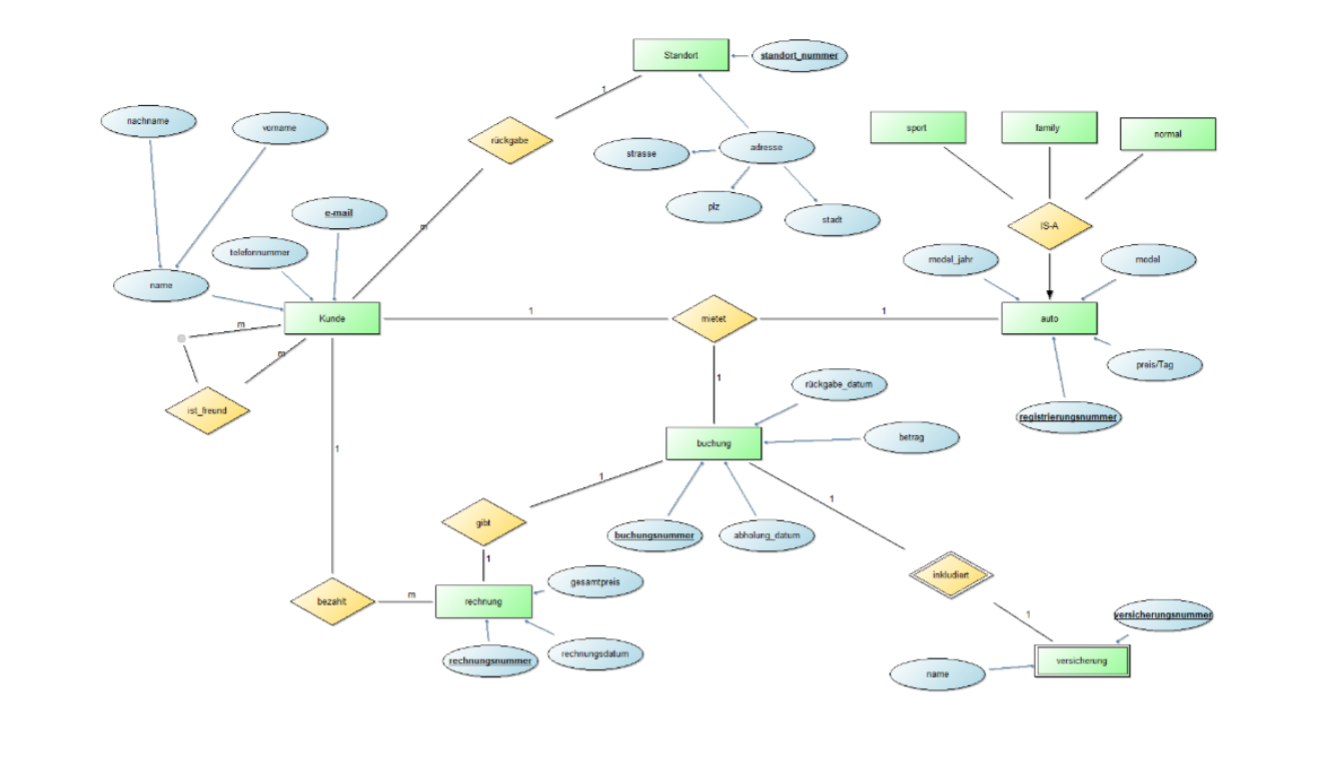 Standort
standort_nummer
1
nachname
vorname
rückgabe
strasse
adresse
sport
family
normal
plz
stadt
e-mail
m
IS-A
telefonnummer
name
model_jahr
model
Kunde
1
mietet
1
auto
m
m
1
preis/Tag
ist_freund
rückgabe_datum
registrierungsnummer
buchung
betrag
1
1
1
gibt
buchungsnummer
abholung_datum
1
inkludiert
bezahlt
m
rechnung
gesamtpreis
1
versicherungsnummer
rechnungsnummer
rechnungsdatum
versicherung
name